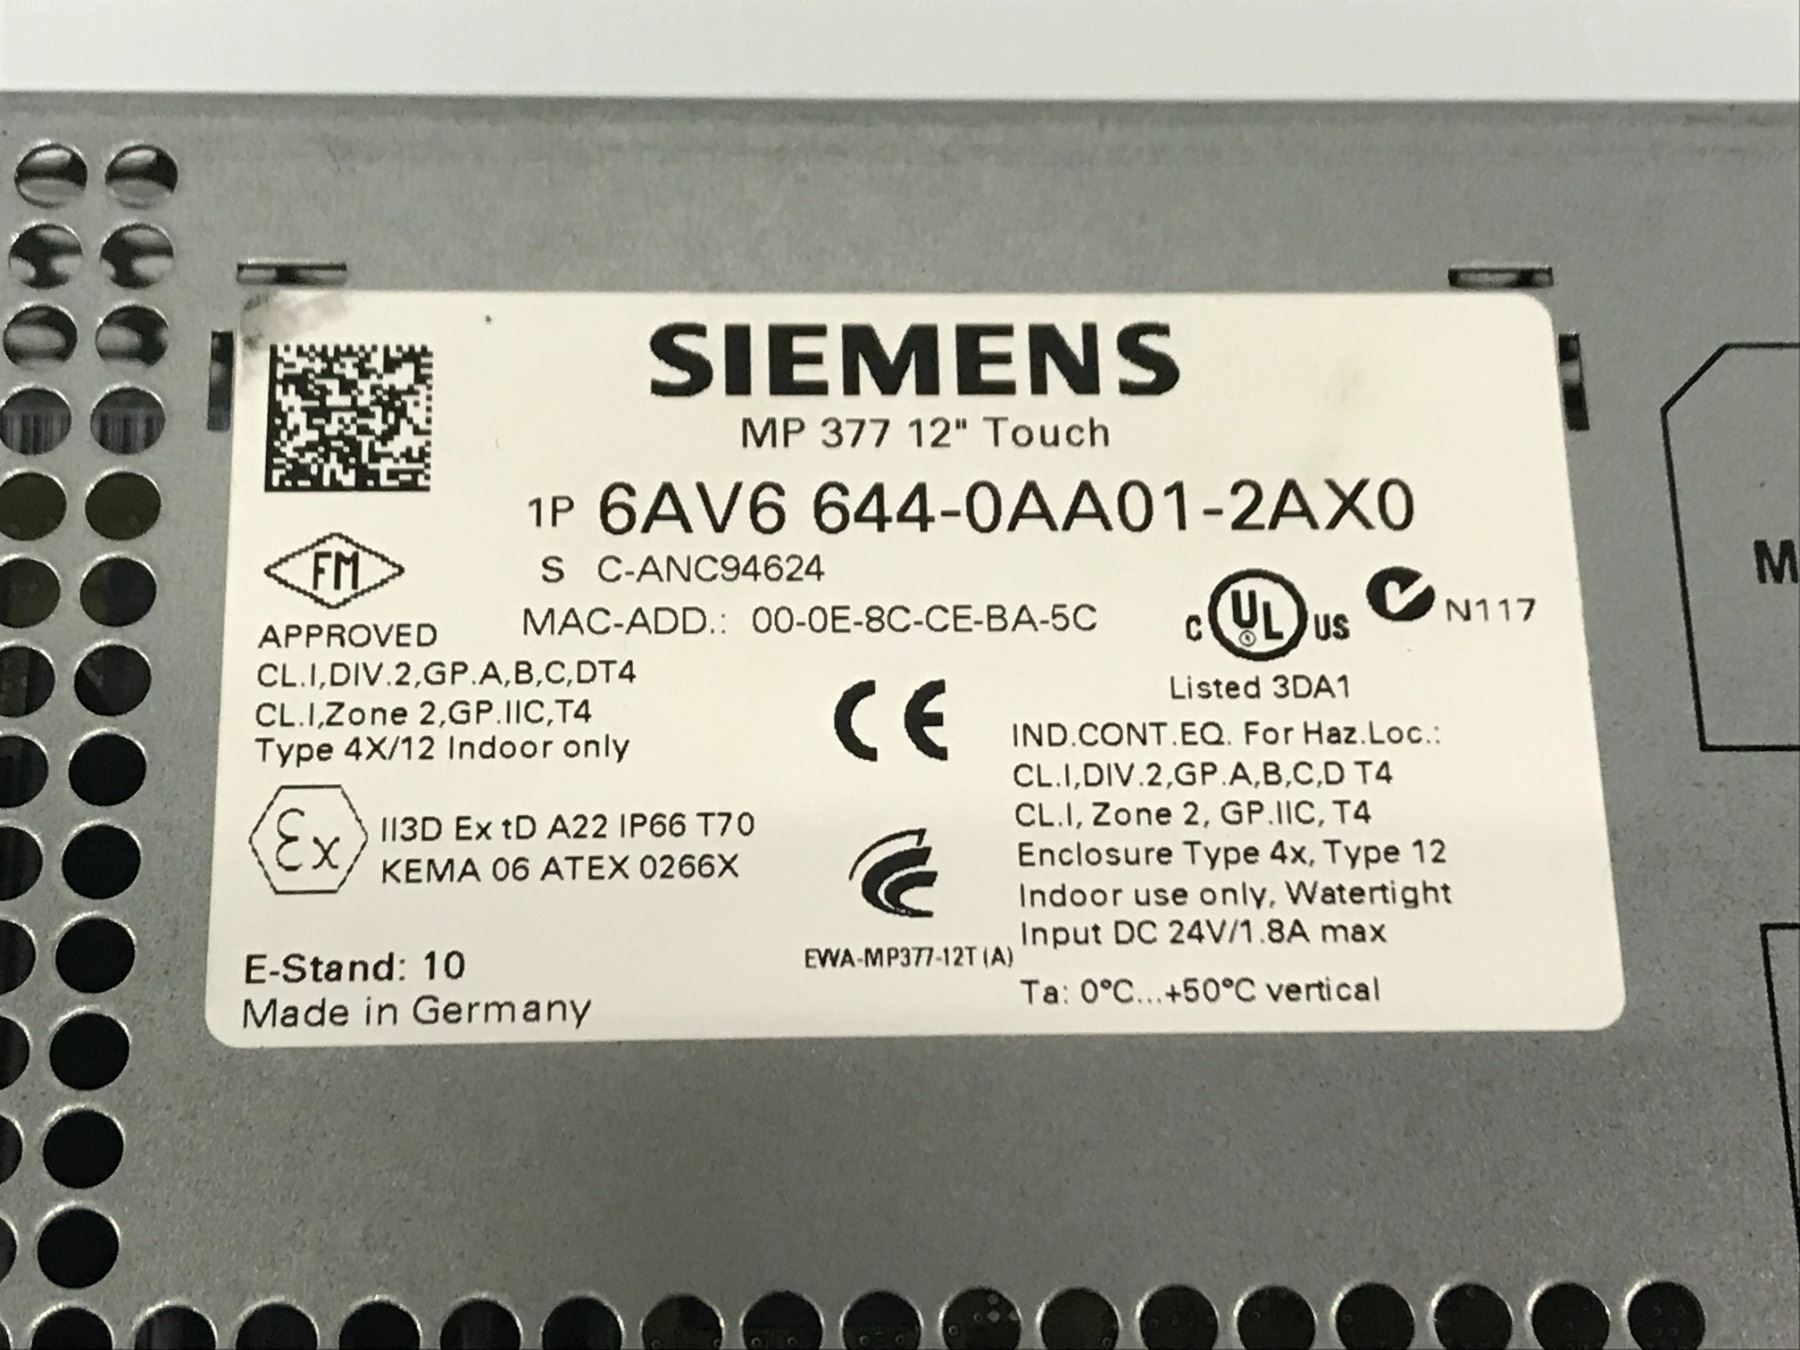 SIEMENS
MP 377 12" Touch
1P 6AV6 644-0AA01-2AX0
S C-ANC94624
MAC-ADD.: 00-0E-8C-CE-BA-5C
FM
APPROVED
CL.I,DIV.2,GP.A,B,C,DT4
CL.I,Zone 2,GP.IIC,T4
Type 4X/12 Indoor only
Ex
II3D Ex tD A22 IP66 T70
KEMA 06 ATEX 0266X
E-Stand: 10
Made in Germany
CE
EWA-MP377-12T(A)
C UL US
N117
Listed 3DA1
IND.CONT.EQ. For Haz.Loc.:
CL.I,DIV.2,GP.A,B,C,D T4
CL.I, Zone 2, GP.IIC, T4
Enclosure Type 4x, Type 12
Indoor use only, Watertight
Input DC 24V/1.8A max
Ta: 0°C...+50°C vertical
M